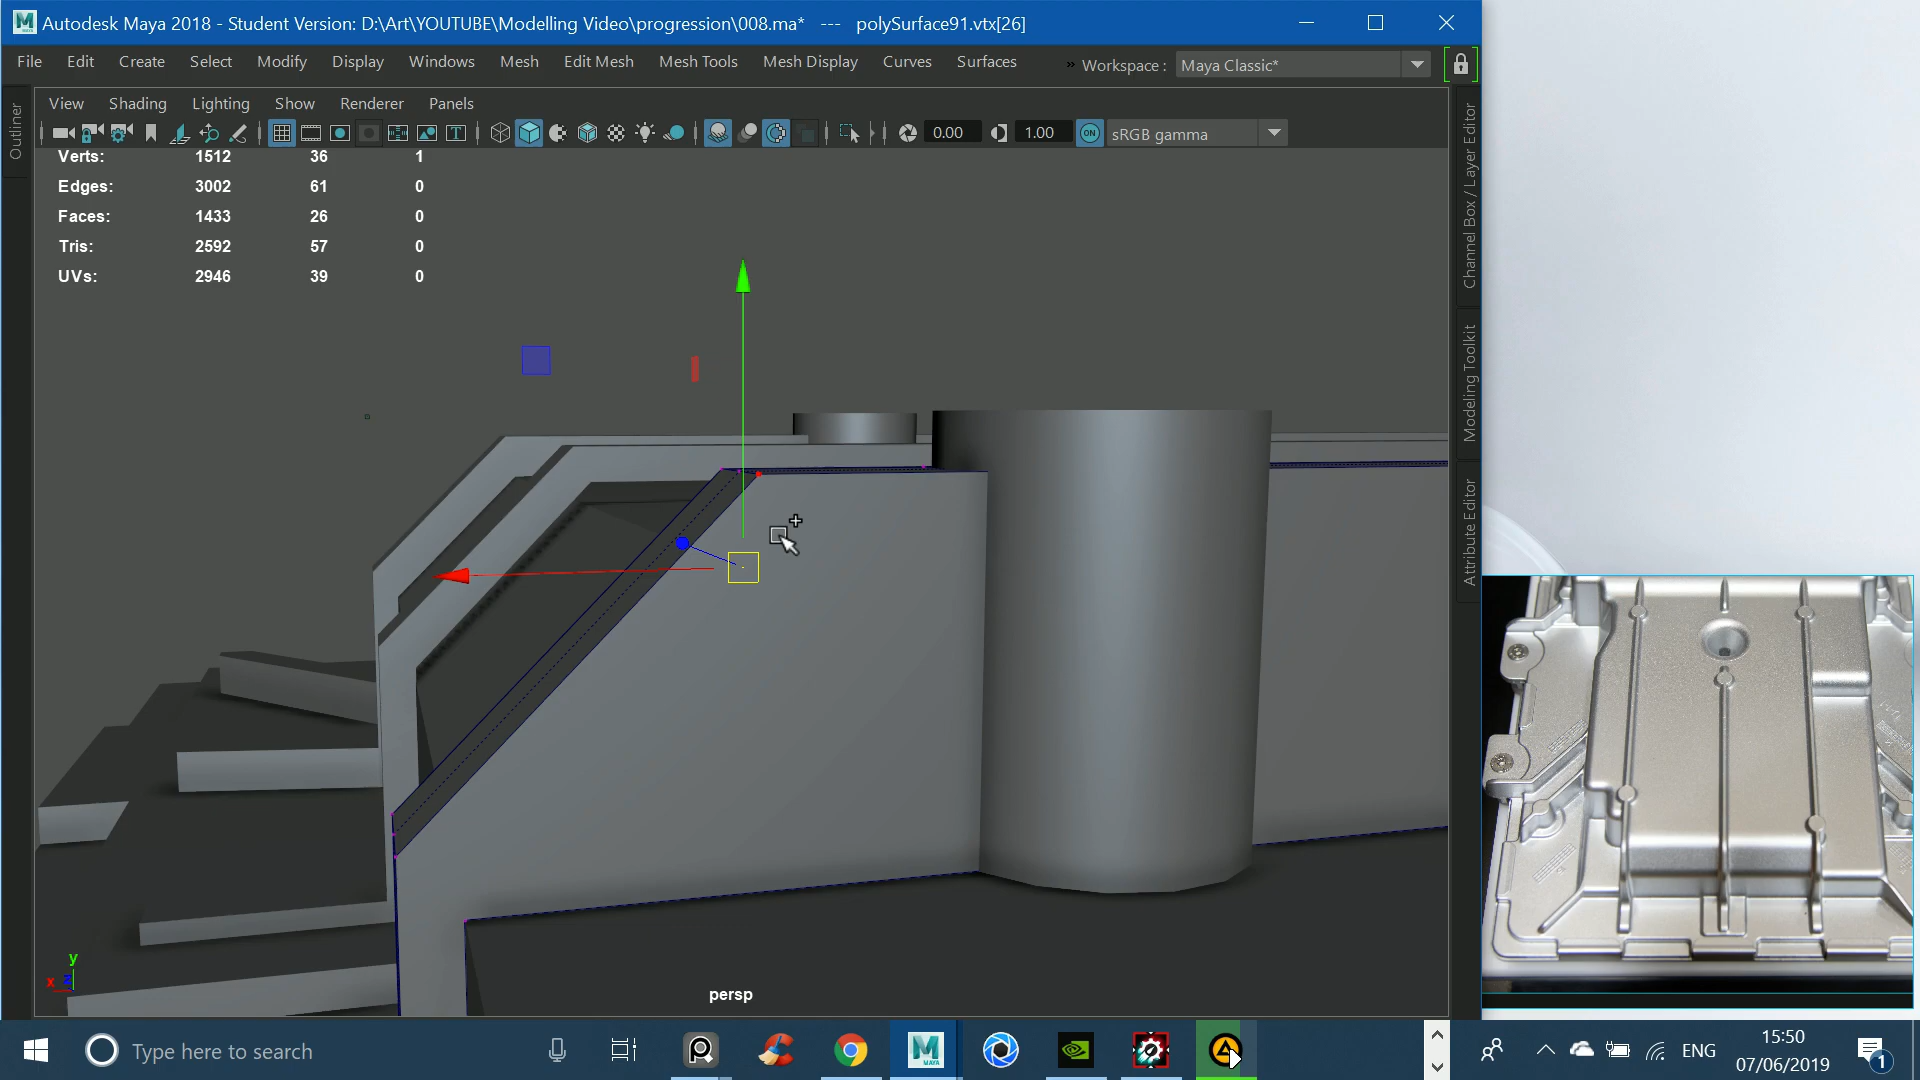 Autodesk Maya 2018 - Student Version: D:\Art\YOUTUBE\Modelling Video\progression\008.ma* --- polySurface91.vtx[26]
File Edit Create Select Modify Display Windows Mesh Edit Mesh Mesh Tools Mesh Display Curves Surfaces » Workspace : Maya Classic*
View Shading Lighting Show Renderer Panels
0.00 1.00 ON sRGB gamma
Outliner
Verts: 1512 36 1
Edges: 3002 61 0
Faces: 1433 26 0
Tris: 2592 57 0
UVs: 2946 39 0
Channel Box / Layer Editor
Modeling Toolkit
Attribute Editor
y
x z
persp
Type here to search
MAYA
ENG
15:50
07/06/2019
1